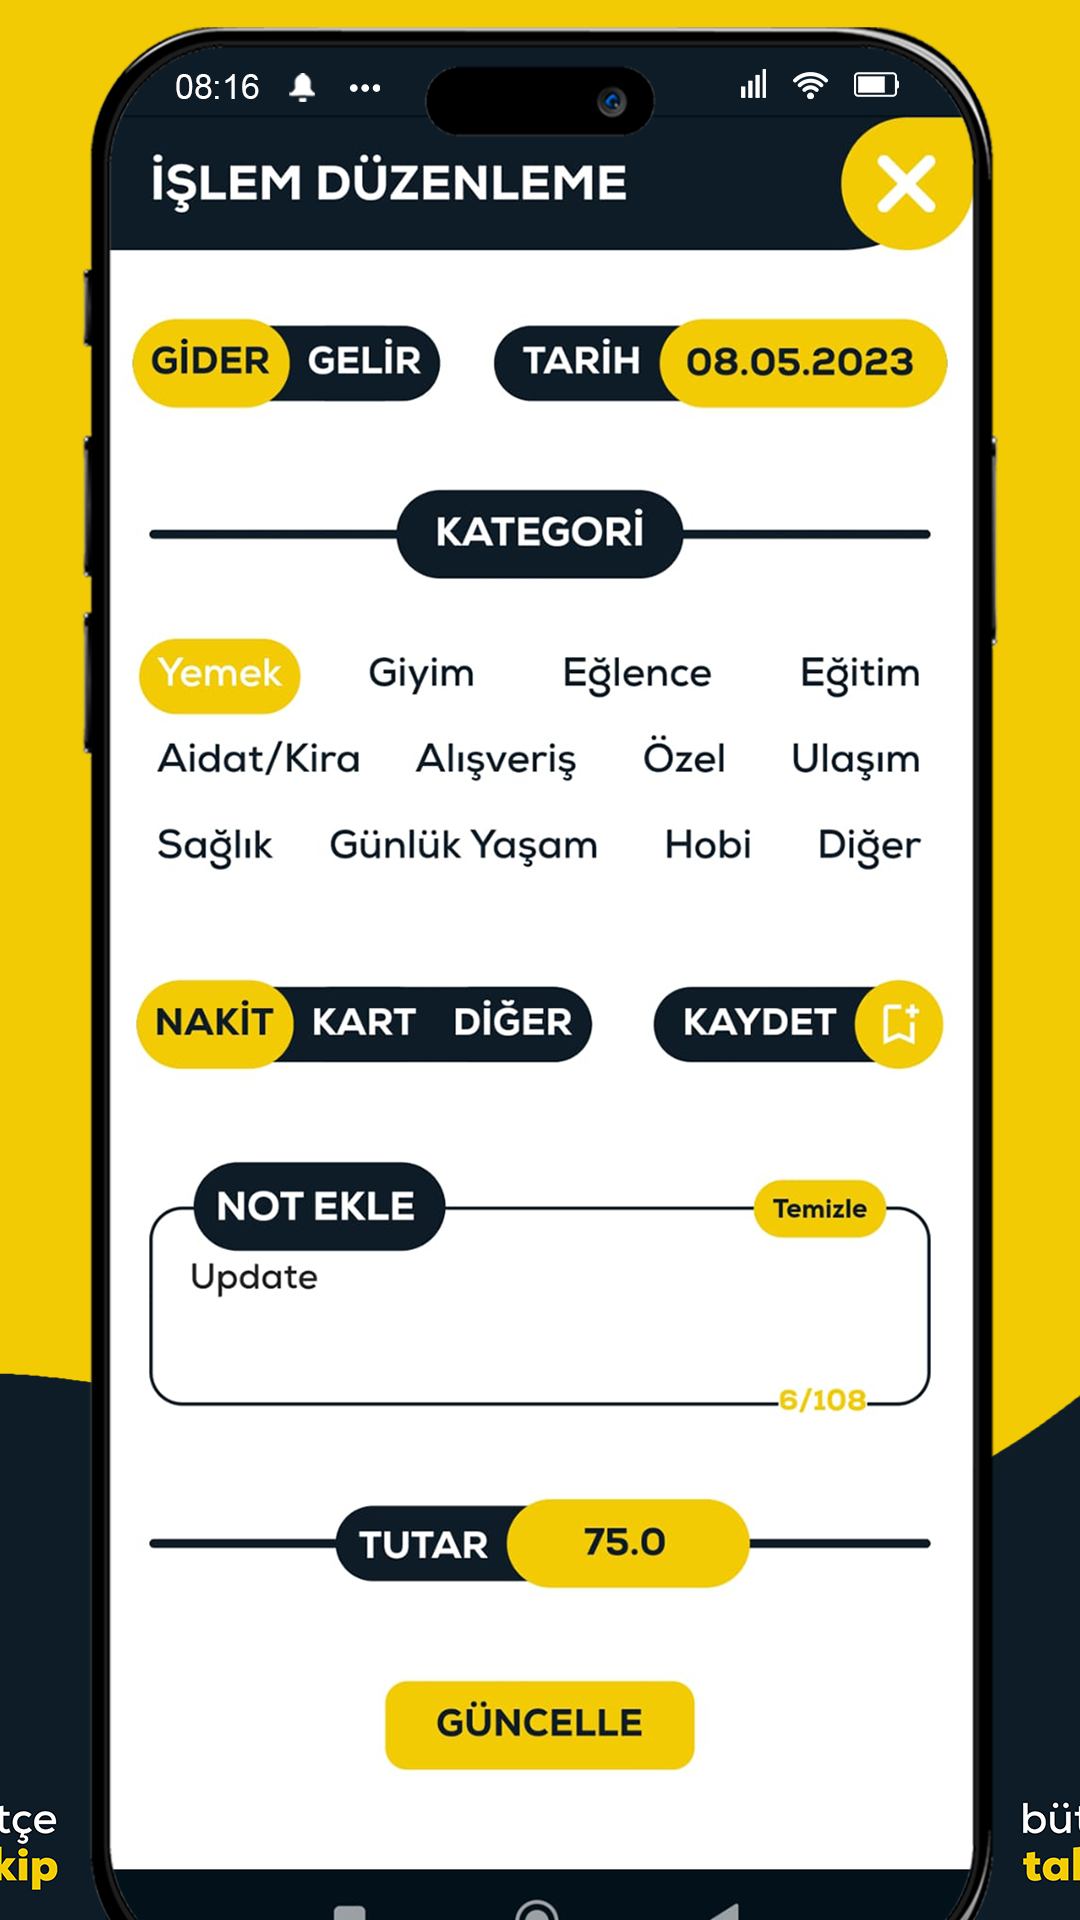 08:16
İŞLEM DÜZENLEME
GİDER GELİR TARİH 08.05.2023
KATEGORİ
Yemek Giyim Eğlence Eğitim
Aidat/Kira Alışveriş Özel Ulaşım
Sağlık Günlük Yaşam Hobi Diğer
NAKİT KART DİĞER KAYDET
NOT EKLE Temizle
Update
6/108
TUTAR 75.0
GÜNCELLE
tçe büt
kip tal